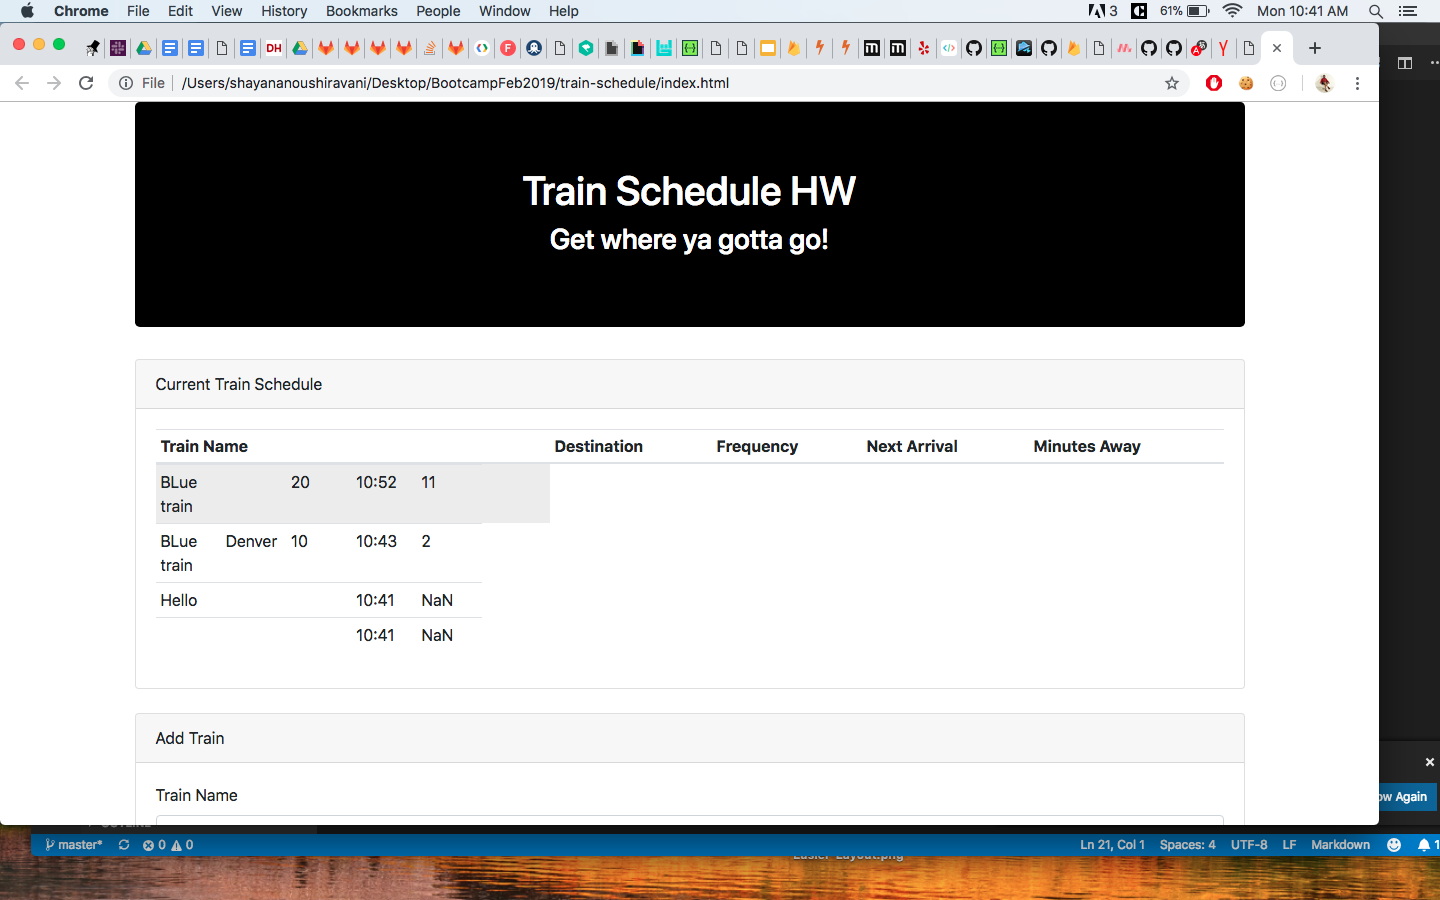 Chrome File Edit View History Bookmarks People Window Help 3 61% Mon 10:41 AM
File /Users/shayananoushiravani/Desktop/BootcampFeb2019/train-schedule/index.html
Train Schedule HW
Get where ya gotta go!
Current Train Schedule
Train Name Destination Frequency Next Arrival Minutes Away
BLue 20 10:52 11
train
BLue Denver 10 10:43 2
train
Hello 10:41 NaN
10:41 NaN
Add Train
Train Name
ow Again
master* 0 0 Ln 21, Col 1 Spaces: 4 UTF-8 LF Markdown 1